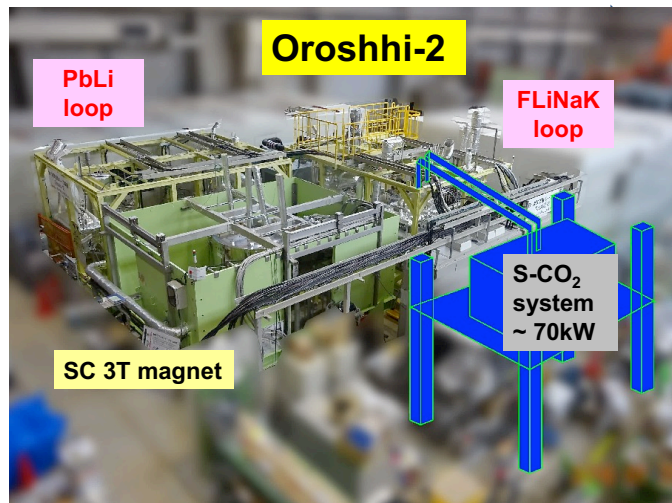 Oroshhi-2
PbLi
loop
FLiNaK
loop
S-CO₂
system
~ 70kW
SC 3T magnet